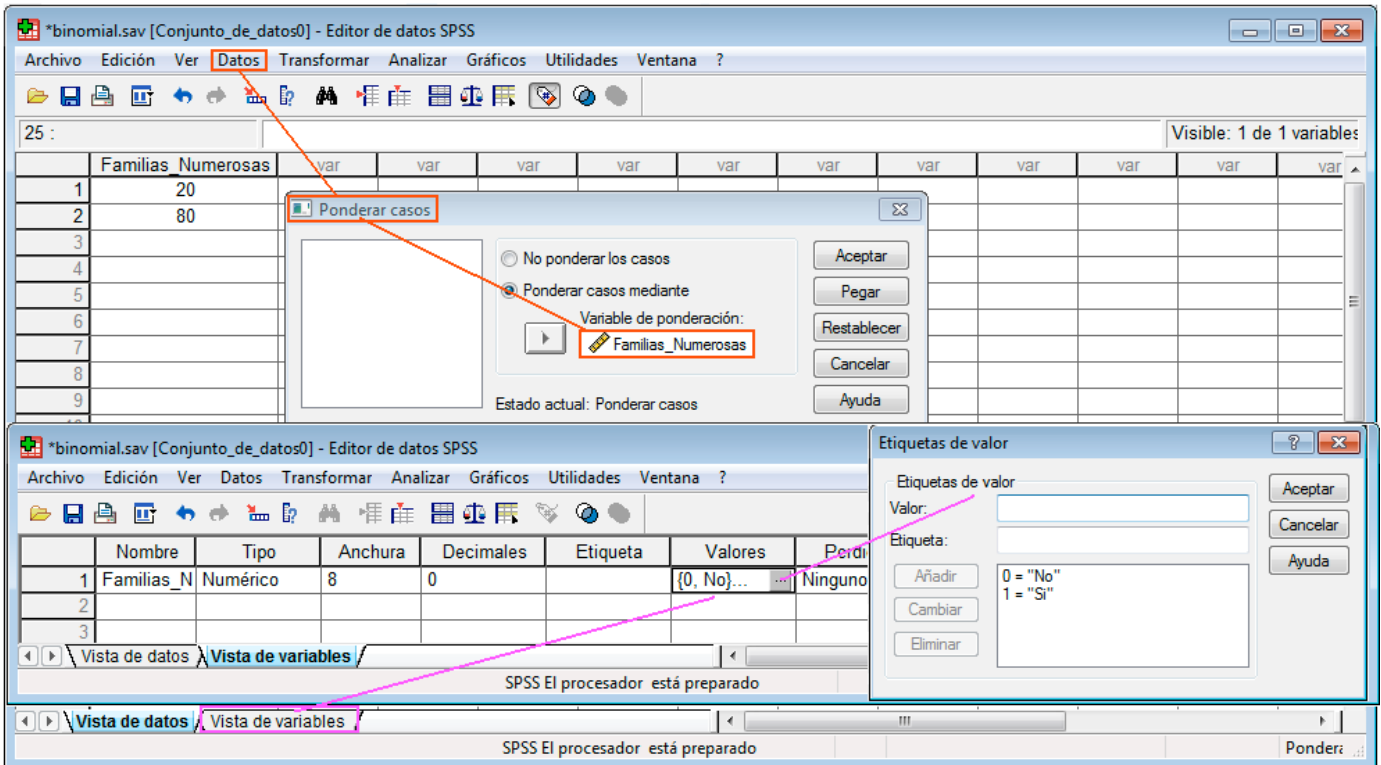 *binomial.sav [Conjunto_de_datos0] - Editor de datos SPSS
Archivo Edición Ver Datos Transformar Analizar Gráficos Utilidades Ventana ?
25 :
Visible: 1 de 1 variables
Familias_Numerosas var var var var var var var var var var var
1 20
2 80
3
4
5
6
7
8
9
Ponderar casos
No ponderar los casos
Ponderar casos mediante
Variable de ponderación:
Familias_Numerosas
Estado actual: Ponderar casos
Aceptar
Pegar
Restablecer
Cancelar
Ayuda
*binomial.sav [Conjunto_de_datos0] - Editor de datos SPSS
Archivo Edición Ver Datos Transformar Analizar Gráficos Utilidades Ventana ?
Nombre Tipo Anchura Decimales Etiqueta Valores Perdi
1 Familias_N Numérico 8 0 {0, No}... ... Ninguno
2
3
Vista de datos Vista de variables
SPSS El procesador está preparado
Etiquetas de valor
Etiquetas de valor
Valor:
Etiqueta:
Añadir
Cambiar
Eliminar
0 = "No"
1 = "Si"
Aceptar
Cancelar
Ayuda
Vista de datos Vista de variables
SPSS El procesador está preparado
Pondera